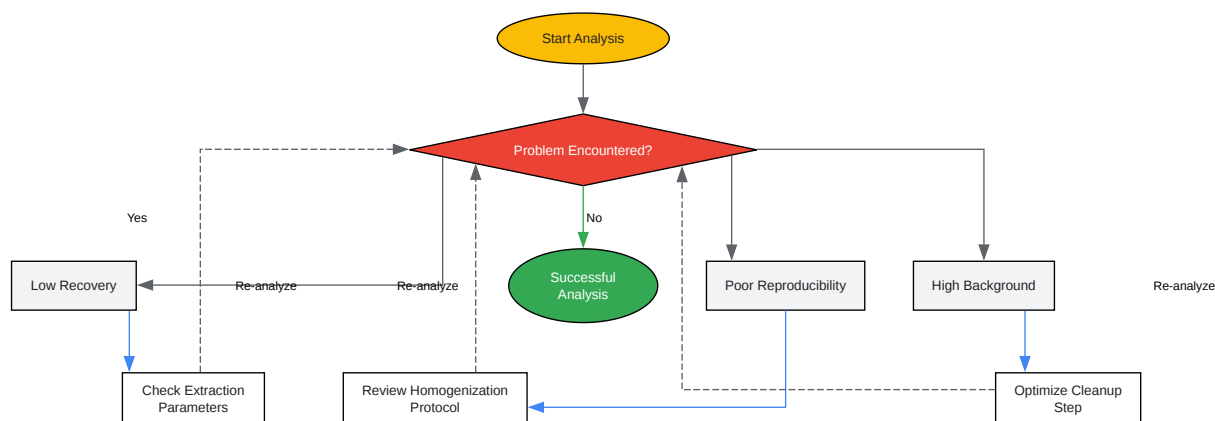 Start Analysis
Problem Encountered?
Yes
No
Low Recovery
Re-analyze
Re-analyze
Successful
Analysis
Poor Reproducibility
High Background
Re-analyze
Check Extraction
Parameters
Review Homogenization
Protocol
Optimize Cleanup
Step